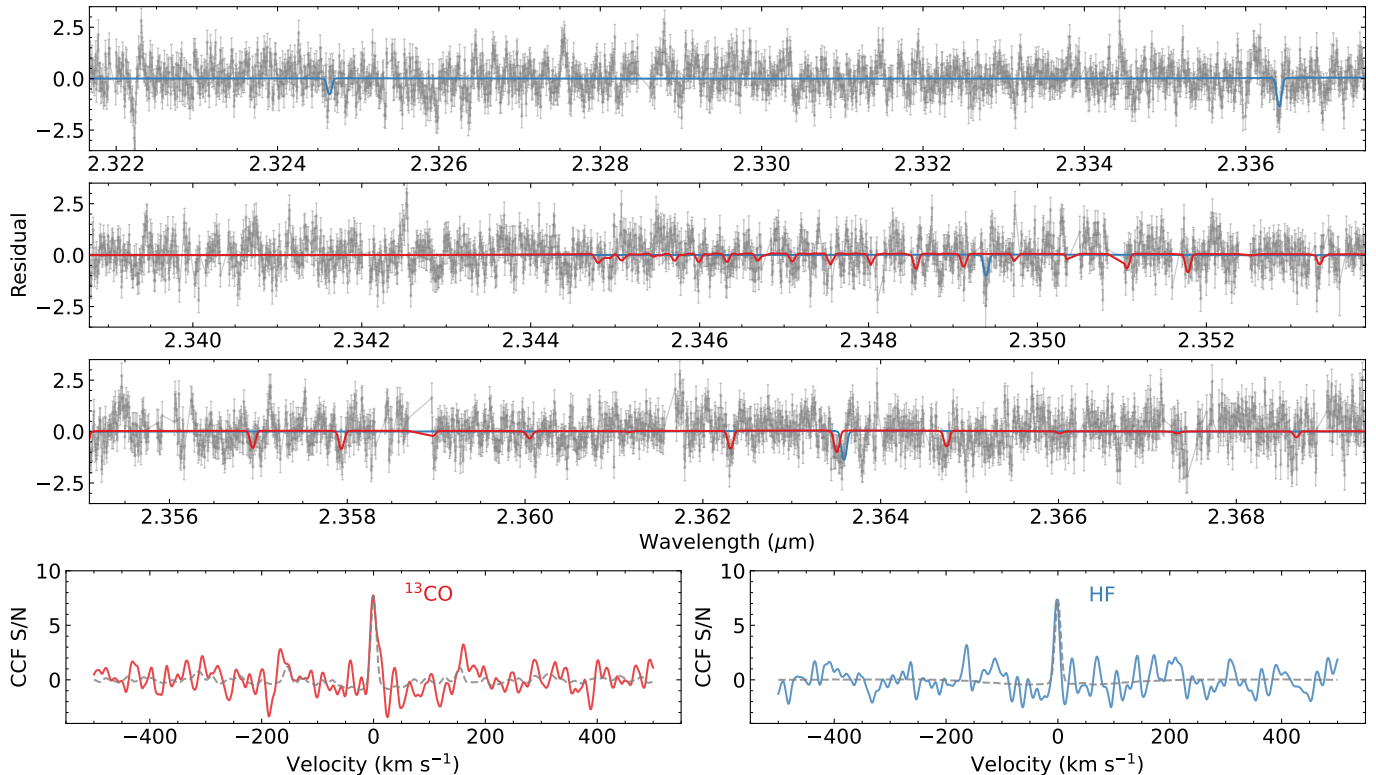 2.5
0.0
−2.5
2.322 2.324 2.326 2.328 2.330 2.332 2.334 2.336
Residual
2.5
0.0
−2.5
2.340 2.342 2.344 2.346 2.348 2.350 2.352
2.5
0.0
−2.5
2.356 2.358 2.360 2.362 2.364 2.366 2.368
Wavelength (μm)
CCF S/N
10
5
0
¹³CO
−400 −200 0 200 400
Velocity (km s⁻¹)
CCF S/N
10
5
0
HF
−400 −200 0 200 400
Velocity (km s⁻¹)